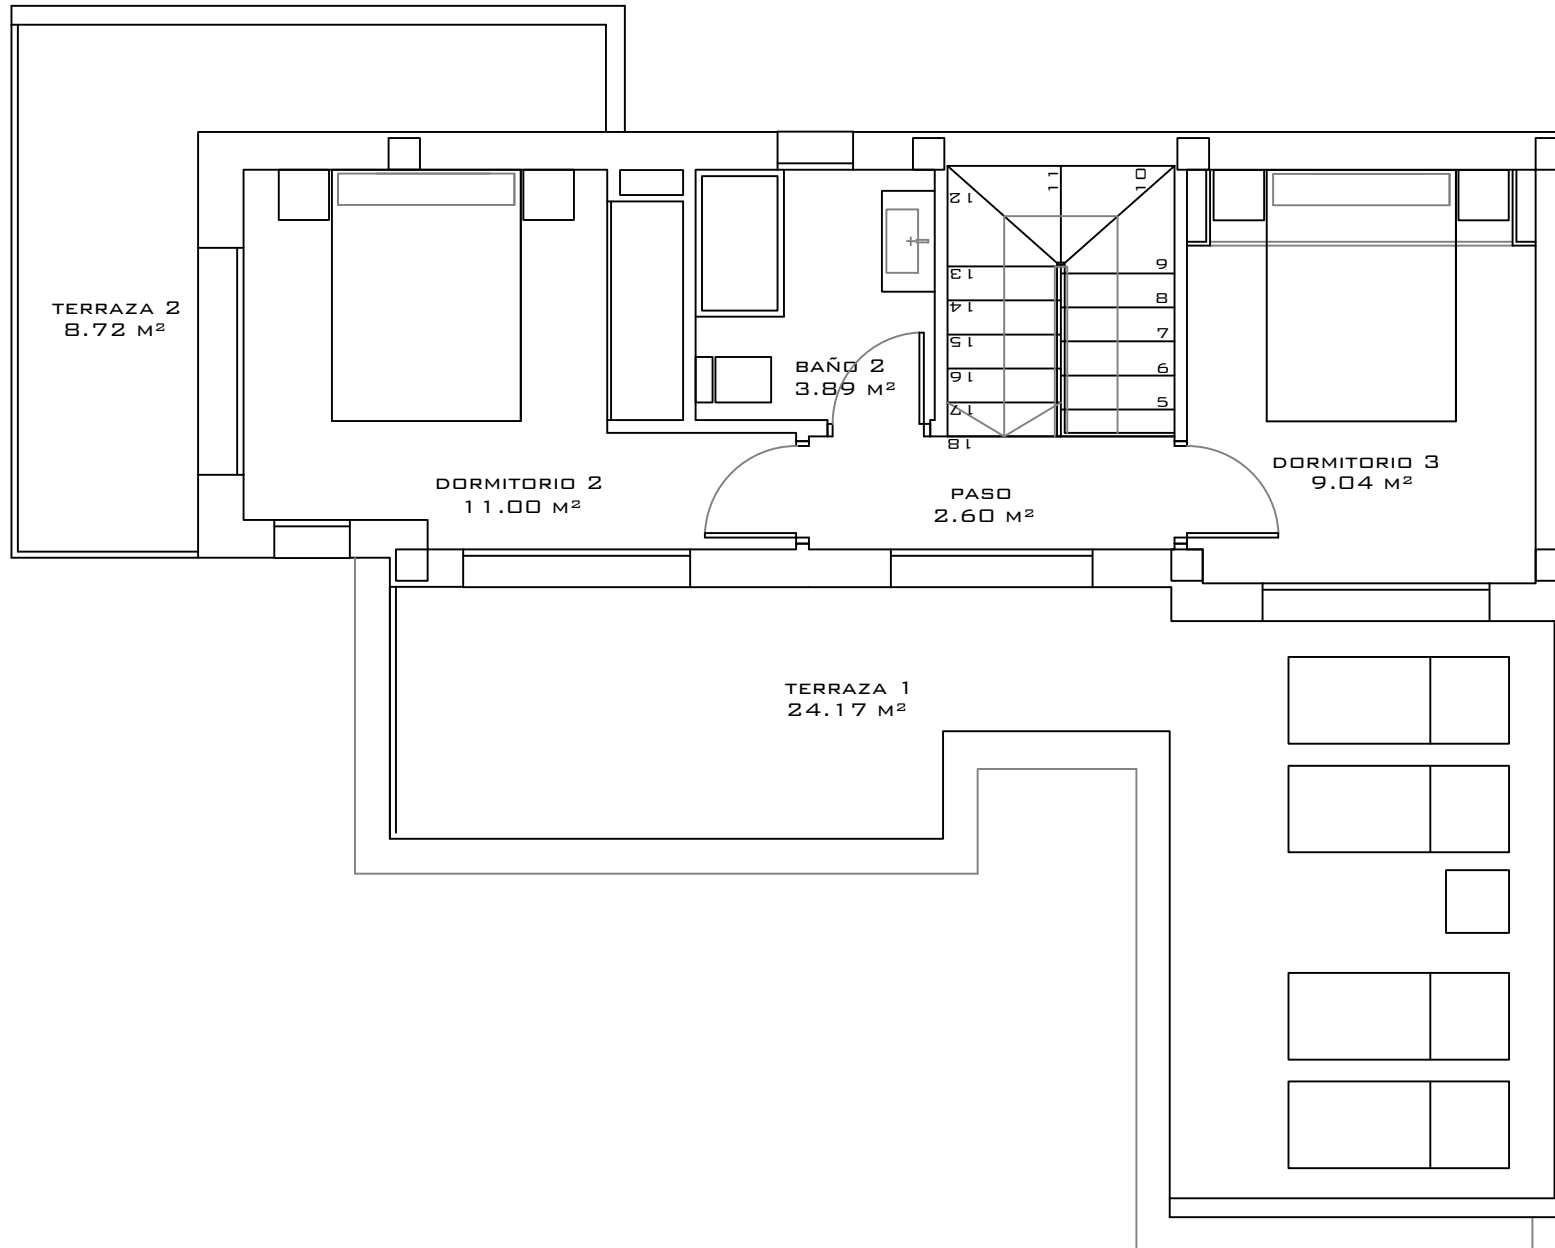 TERRAZA 2
8.72 M²
DORMITORIO 2
11.00 M²
BAÑO 2
3.89 M²
PASO
2.60 M²
DORMITORIO 3
9.04 M²
TERRAZA 1
24.17 M²
5
6
7
8
9
10
11
12
13
14
15
16
17
18